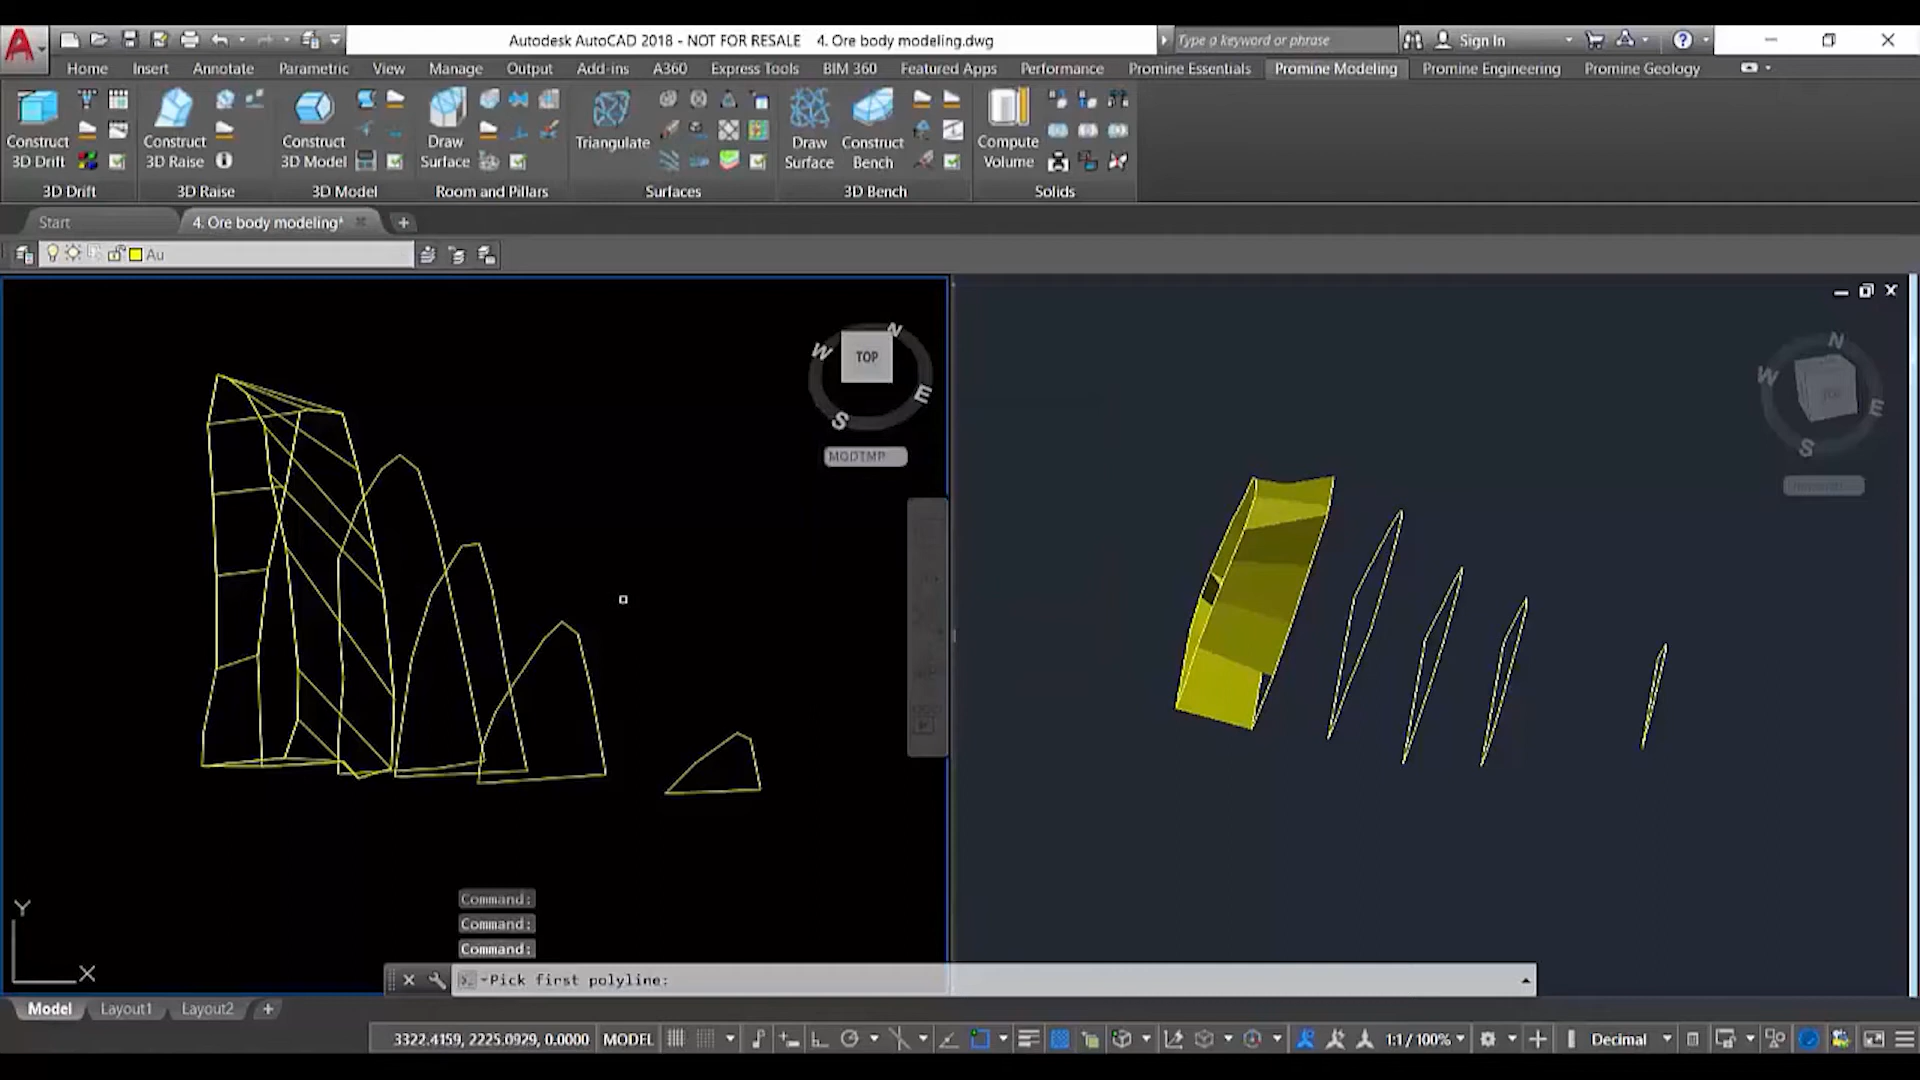 Autodesk AutoCAD 2018 - NOT FOR RESALE    4. Ore body modeling.dwg
Type a keyword or phrase
Sign In
Home Insert Annotate Parametric View Manage Output Add-ins A360 Express Tools BIM 360 Featured Apps Performance Promine Essentials Promine Modeling Promine Engineering Promine Geology
Construct 3D Drift
Construct 3D Raise
Construct 3D Model
Draw Surface
Triangulate
Draw Surface
Construct Bench
Compute Volume
3D Drift 3D Raise 3D Model Room and Pillars Surfaces 3D Bench Solids
Start 4. Ore body modeling* +
Au
N
W TOP E
S
MODTMP
N
W TOP E
S
Y
X
Command:
Command:
Command:
Pick first polyline:
Model Layout1 Layout2 +
3322.4159, 2225.0929, 0.0000 MODEL 1:1 / 100% Decimal